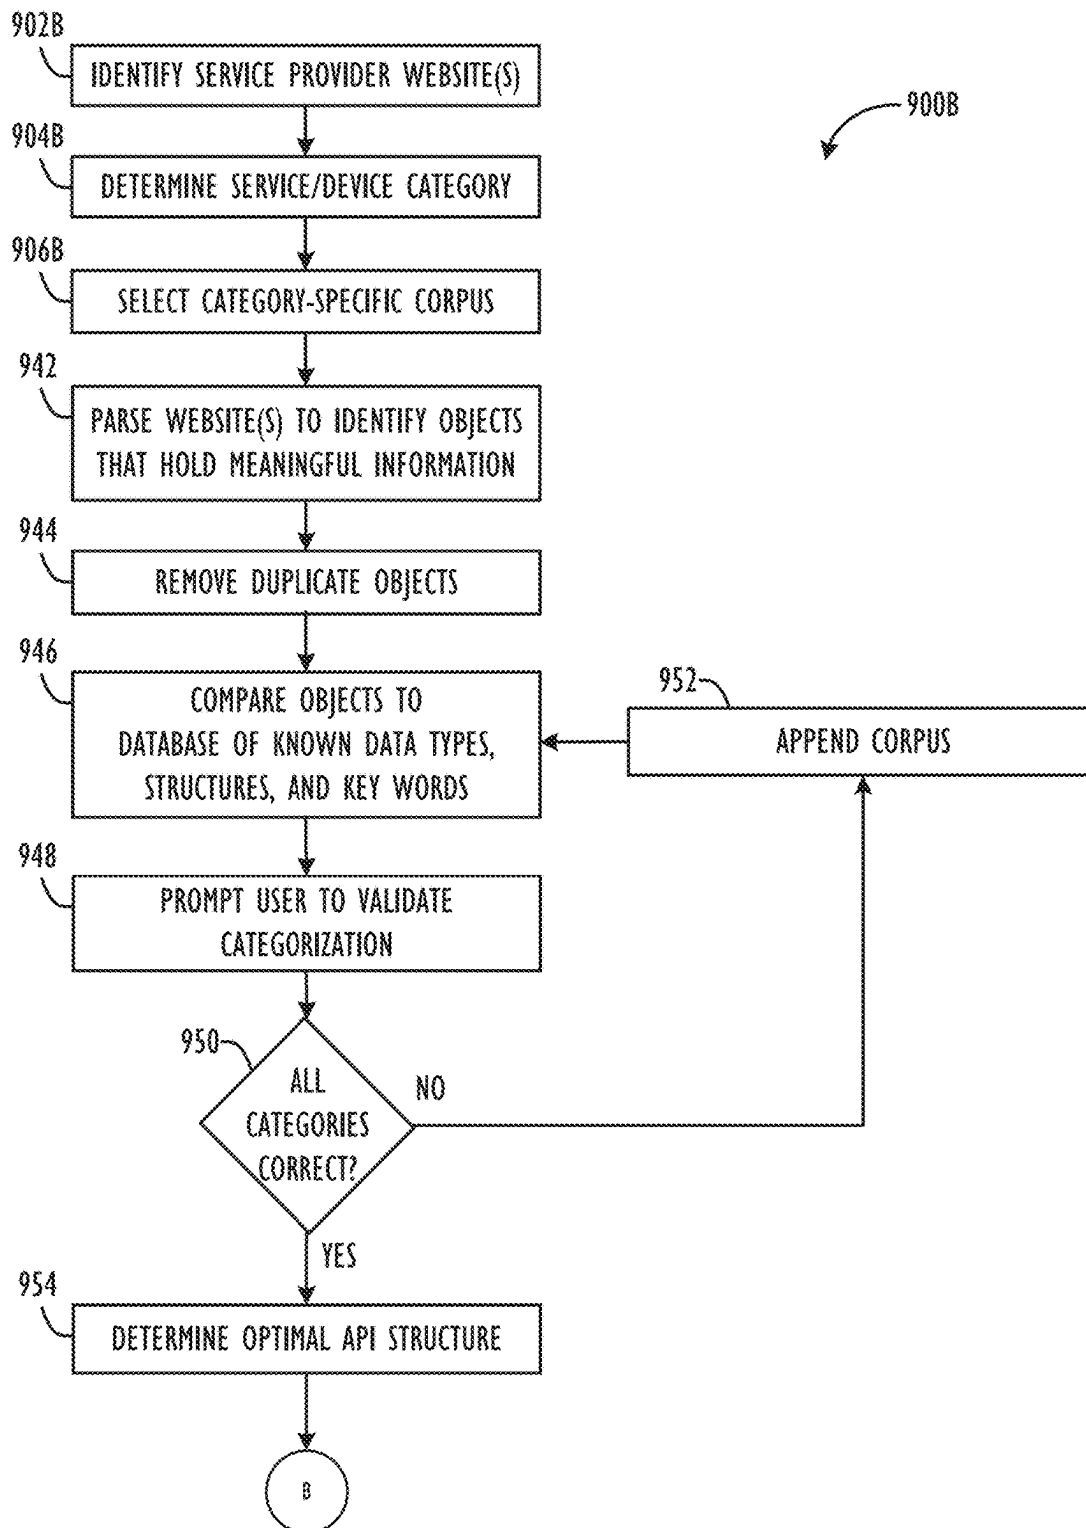 902B
IDENTIFY SERVICE PROVIDER WEBSITE(S)
900B
904B
DETERMINE SERVICE/DEVICE CATEGORY
906B
SELECT CATEGORY-SPECIFIC CORPUS
942
PARSE WEBSITE(S) TO IDENTIFY OBJECTS
THAT HOLD MEANINGFUL INFORMATION
944
REMOVE DUPLICATE OBJECTS
946
COMPARE OBJECTS TO
DATABASE OF KNOWN DATA TYPES,
STRUCTURES, AND KEY WORDS
952
APPEND CORPUS
948
PROMPT USER TO VALIDATE
CATEGORIZATION
950
ALL
CATEGORIES
CORRECT?
NO
YES
954
DETERMINE OPTIMAL API STRUCTURE
B